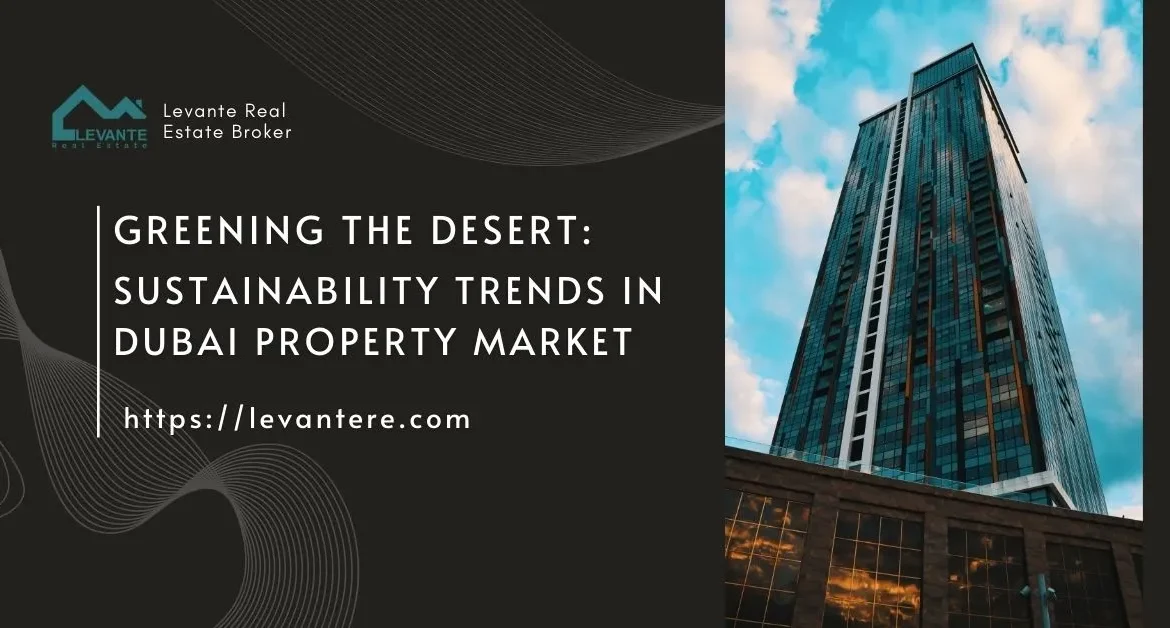 LEVANTE
Real Estate
Levante Real
Estate Broker
GREENING THE DESERT:
SUSTAINABILITY TRENDS IN
DUBAI PROPERTY MARKET
https://levantere.com